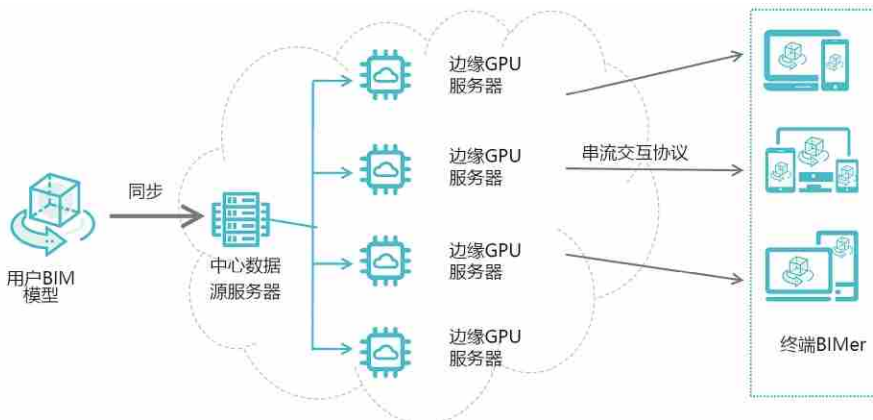 用户BIM
模型
同步
中心数据
源服务器
边缘GPU
服务器
边缘GPU
服务器
边缘GPU
服务器
边缘GPU
服务器
串流交互协议
终端BIMer